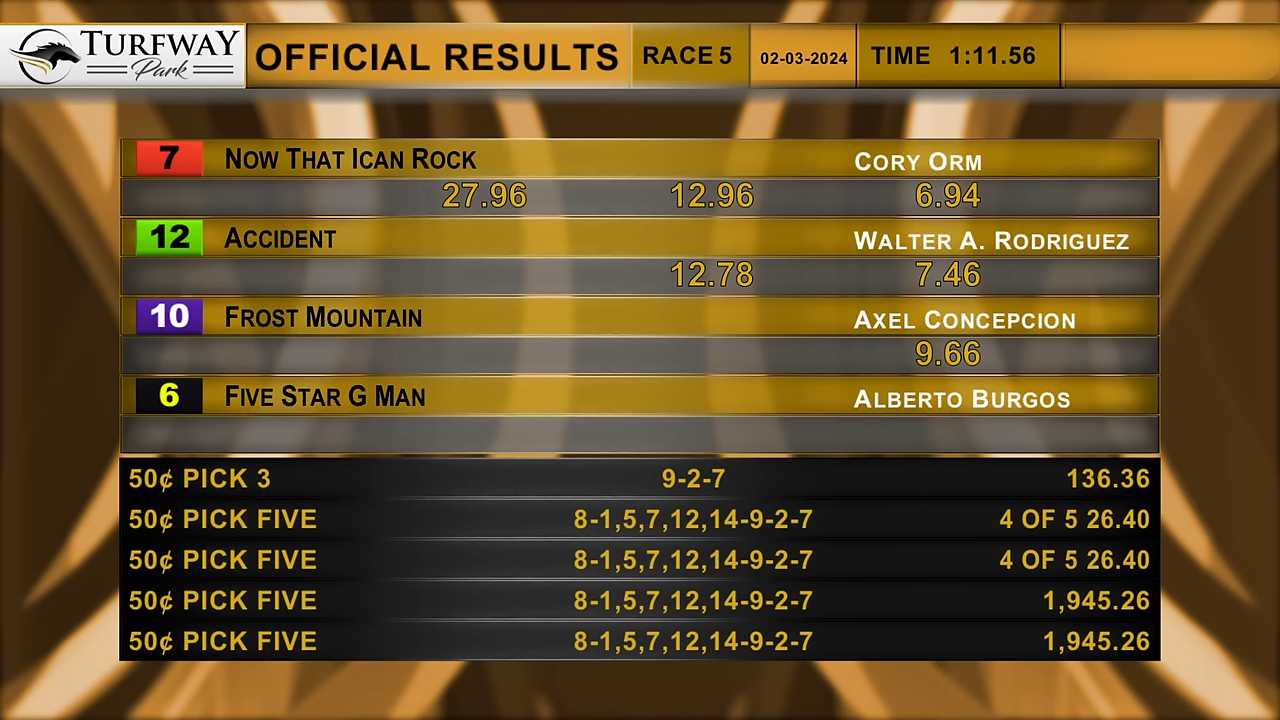 TURFWAY Park OFFICIAL RESULTS RACE 5 02-03-2024 TIME 1:11.56
7 NOW THAT ICAN ROCK CORY ORM
27.96 12.96 6.94
12 ACCIDENT WALTER A. RODRIGUEZ
12.78 7.46
10 FROST MOUNTAIN AXEL CONCEPCION
9.66
6 FIVE STAR G MAN ALBERTO BURGOS
50¢ PICK 3 9-2-7 136.36
50¢ PICK FIVE 8-1,5,7,12,14-9-2-7 4 OF 5 26.40
50¢ PICK FIVE 8-1,5,7,12,14-9-2-7 4 OF 5 26.40
50¢ PICK FIVE 8-1,5,7,12,14-9-2-7 1,945.26
50¢ PICK FIVE 8-1,5,7,12,14-9-2-7 1,945.26